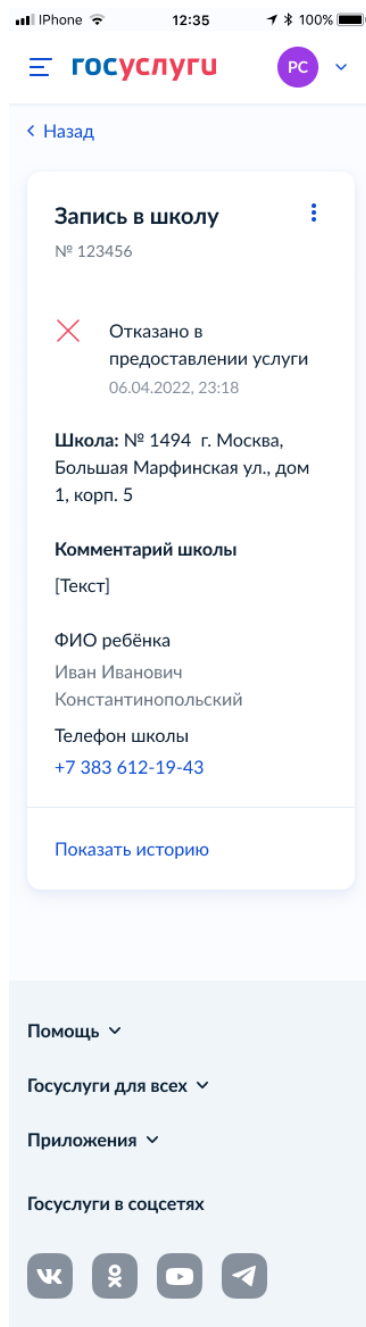 IPhone 12:35 100%
госуслуги РС
Назад
Запись в школу
№ 123456
Отказано в
предоставлении услуги
06.04.2022, 23:18
Школа: № 1494 г. Москва,
Большая Марфинская ул., дом
1, корп. 5
Комментарий школы
[Текст]
ФИО ребёнка
Иван Иванович
Константинопольский
Телефон школы
+7 383 612-19-43
Показать историю
Помощь
Госуслуги для всех
Приложения
Госуслуги в соцсетях